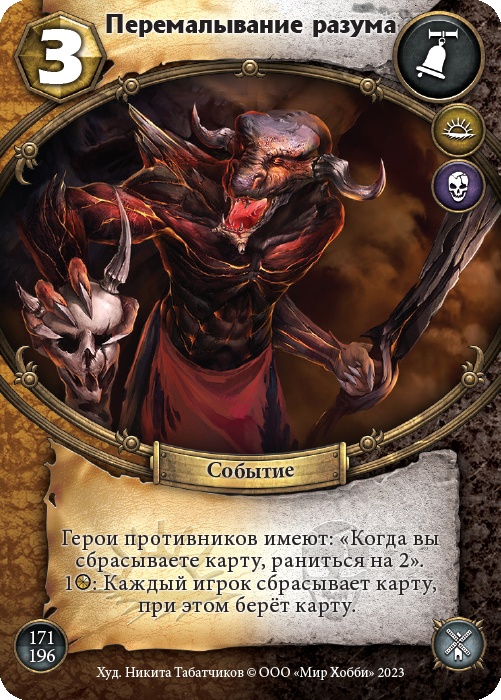 Перемалывание разума
3
Событие
Герои противников имеют: «Когда вы
сбрасываете карту, раниться на 2».
1: Каждый игрок сбрасывает карту,
при этом берёт карту.
171
196
Худ. Никита Табатчиков © ООО «Мир Хобби» 2023